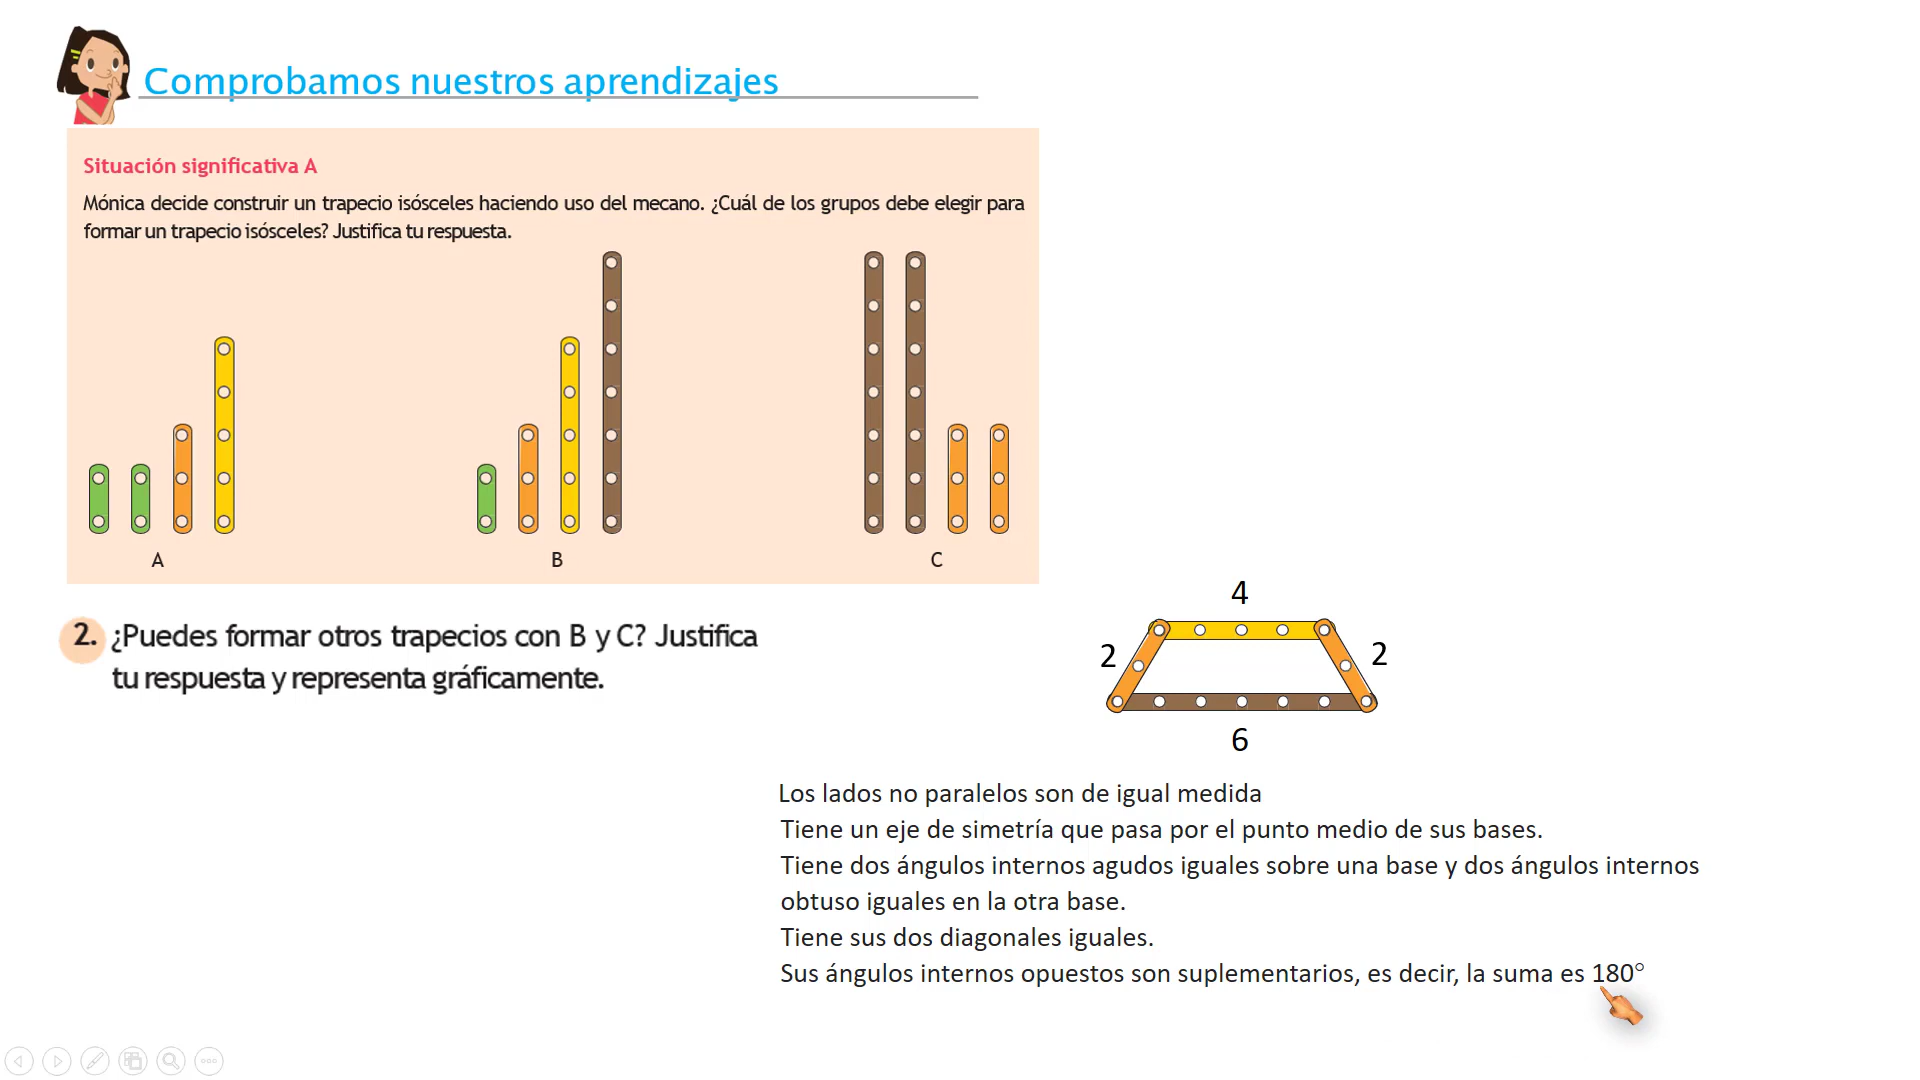 Comprobamos nuestros aprendizajes
Situación significativa A
Mónica decide construir un trapecio isósceles haciendo uso del mecano. ¿Cuál de los grupos debe elegir para
formar un trapecio isósceles? Justifica tu respuesta.
A
B
C
2. ¿Puedes formar otros trapecios con B y C? Justifica
tu respuesta y representa gráficamente.
4
2
2
6
Los lados no paralelos son de igual medida
Tiene un eje de simetría que pasa por el punto medio de sus bases.
Tiene dos ángulos internos agudos iguales sobre una base y dos ángulos internos
obtuso iguales en la otra base.
Tiene sus dos diagonales iguales.
Sus ángulos internos opuestos son suplementarios, es decir, la suma es 180°